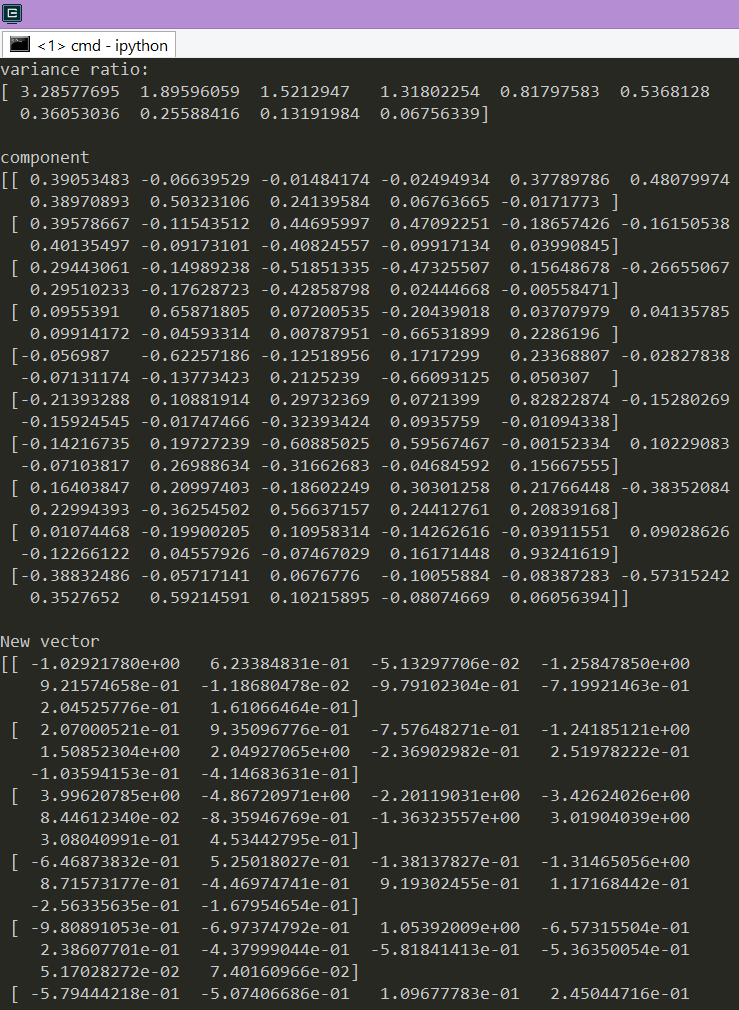 <1> cmd - ipython
variance ratio:
[ 3.28577695 1.89596059 1.5212947 1.31802254 0.81797583 0.5368128
0.36053036 0.25588416 0.13191984 0.06756339]
component
[[ 0.39053483 -0.06639529 -0.01484174 -0.02494934 0.37789786 0.48079974
0.38970893 0.50323106 0.24139584 0.06763665 -0.0171773 ]
[ 0.39578667 -0.11543512 0.44695997 0.47092251 -0.18657426 -0.16150538
0.40135497 -0.09173101 -0.40824557 -0.09917134 0.03990845]
[ 0.29443061 -0.14989238 -0.51851335 -0.47325507 0.15648678 -0.26655067
0.29510233 -0.17628723 -0.42858798 0.02444668 -0.00558471]
[ 0.0955391 0.65871805 0.07200535 -0.20439018 0.03707979 0.04135785
0.09914172 -0.04593314 0.00787951 -0.66531899 0.2286196 ]
[-0.056987 -0.62257186 -0.12518956 0.1717299 0.23368807 -0.02827838
-0.07131174 -0.13773423 0.2125239 -0.66093125 0.050307 ]
[-0.21393288 0.10881914 0.29732369 0.0721399 0.82822874 -0.15280269
-0.15924545 -0.01747466 -0.32393424 0.0935759 -0.01094338]
[-0.14216735 0.19727239 -0.60885025 0.59567467 -0.00152334 0.10229083
-0.07103817 0.26988634 -0.31662683 -0.04684592 0.15667555]
[ 0.16403847 0.20997403 -0.18602249 0.30301258 0.21766448 -0.38352084
0.22994393 -0.36254502 0.56637157 0.24412761 0.20839168]
[ 0.01074468 -0.19900205 0.10958314 -0.14262616 -0.03911551 0.09028626
-0.12266122 0.04557926 -0.07467029 0.16171448 0.93241619]
[-0.38832486 -0.05717141 0.0676776 -0.10055884 -0.08387283 -0.57315242
0.3527652 0.59214591 0.10215895 -0.08074669 0.06056394]]
New vector
[[ -1.02921780e+00 6.23384831e-01 -5.13297706e-02 -1.25847850e+00
9.21574658e-01 -1.18680478e-02 -9.79102304e-01 -7.19921463e-01
2.04525776e-01 1.61066464e-01]
[ 2.07000521e-01 9.35096776e-01 -7.57648271e-01 -1.24185121e+00
1.50852304e+00 2.04927065e+00 -2.36902982e-01 2.51978222e-01
-1.03594153e-01 -4.14683631e-01]
[ 3.99620785e+00 -4.86720971e+00 -2.20119031e+00 -3.42624026e+00
8.44612340e-02 -8.35946769e-01 -1.36323557e+00 3.01904039e+00
3.08040991e-01 4.53442795e-01]
[ -6.46873832e-01 5.25018027e-01 -1.38137827e-01 -1.31465056e+00
8.71573177e-01 -4.46974741e-01 9.19302455e-01 1.17168442e-01
-2.56335635e-01 -1.67954654e-01]
[ -9.80891053e-01 -6.97374792e-01 1.05392009e+00 -6.57315504e-01
2.38607701e-01 -4.37999044e-01 -5.81841413e-01 -5.36350054e-01
5.17028272e-02 7.40160966e-02]
[ -5.79444218e-01 -5.07406686e-01 1.09677783e-01 2.45044716e-01